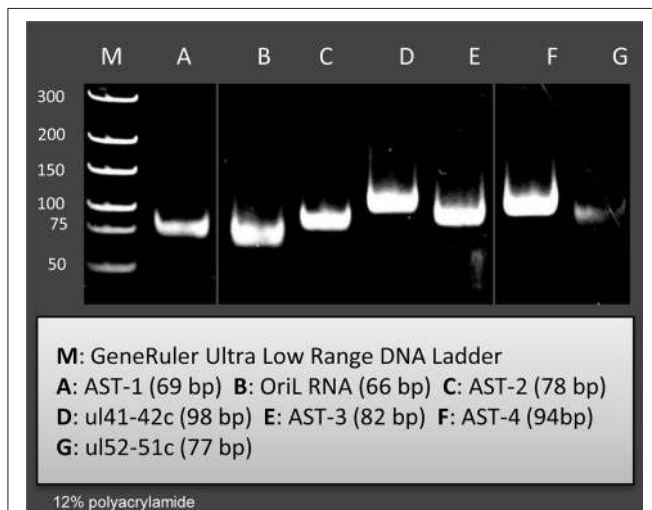 M A B C D E F G
300
200
150
100
75
50
M: GeneRuler Ultra Low Range DNA Ladder
A: AST-1 (69 bp) B: OriL RNA (66 bp) C: AST-2 (78 bp)
D: ul41-42c (98 bp) E: AST-3 (82 bp) F: AST-4 (94bp)
G: ul52-51c (77 bp)
12% polyacrylamide